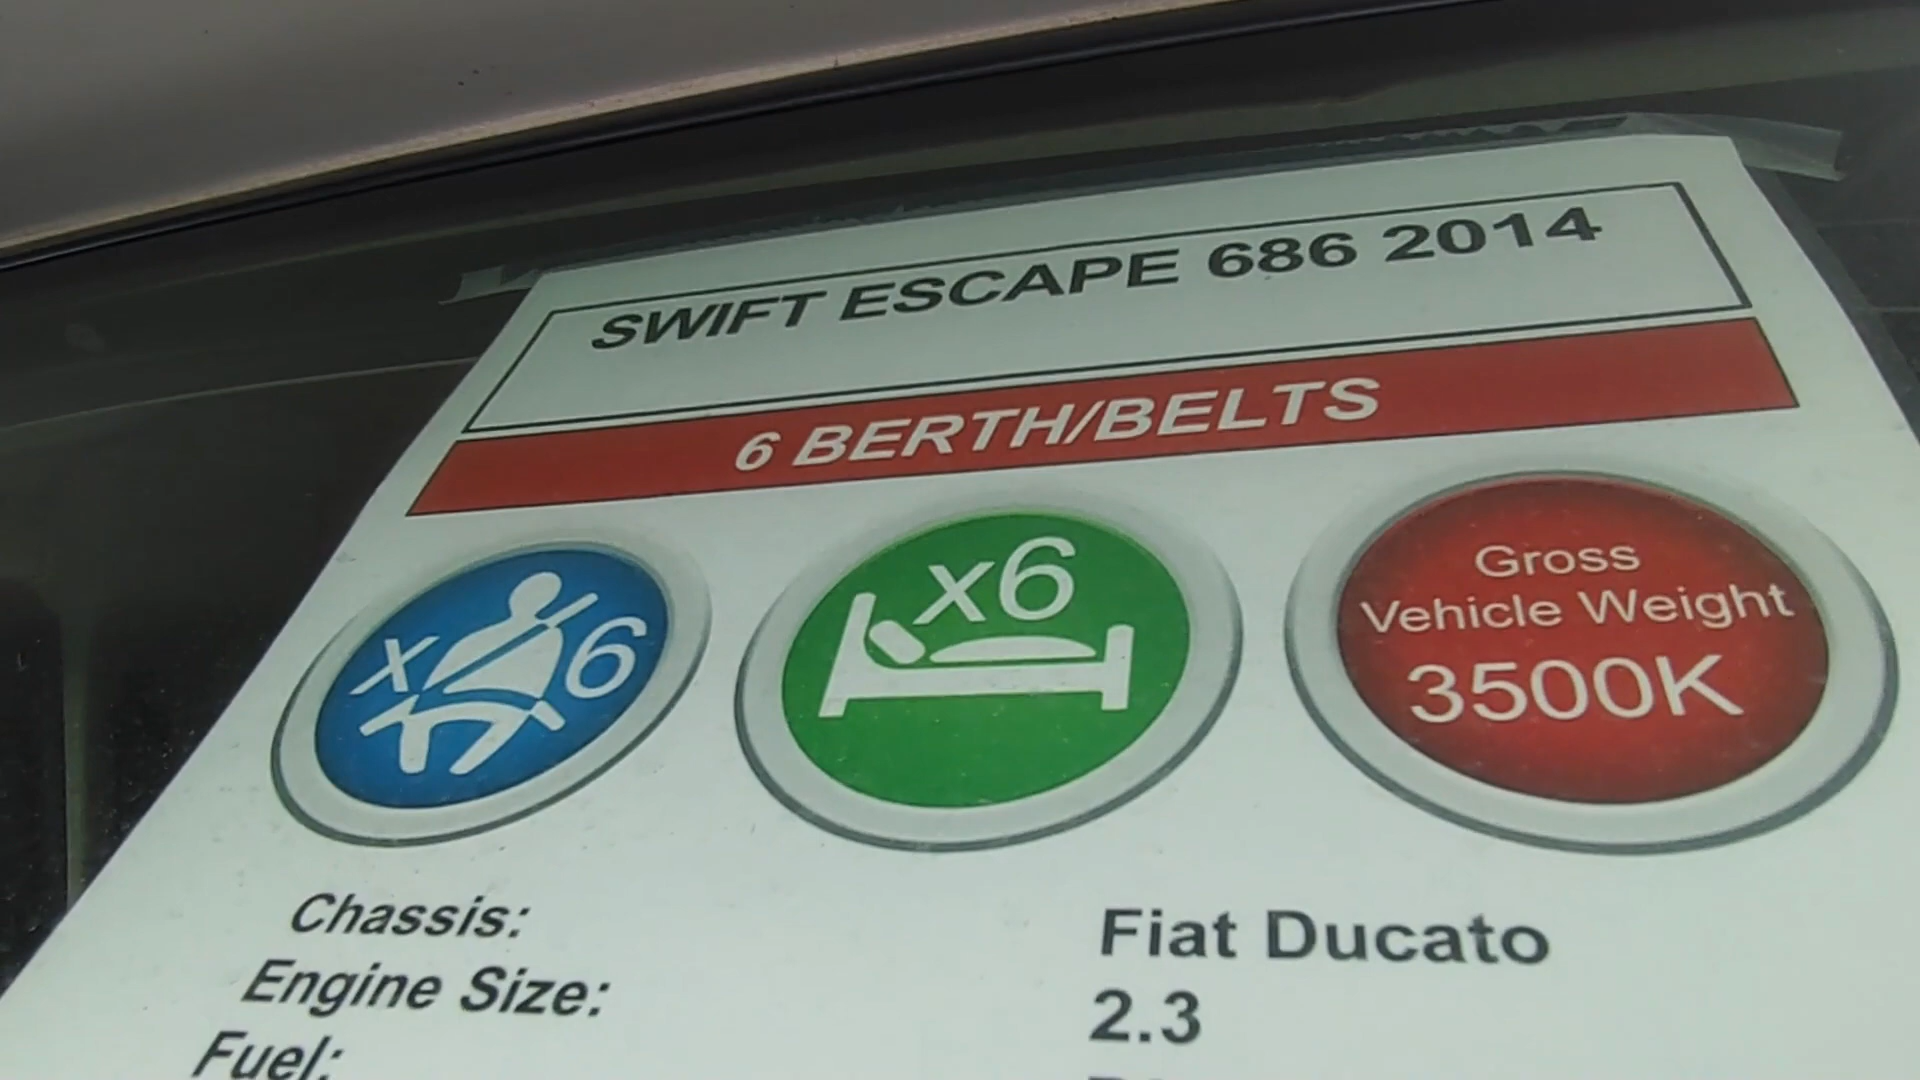 SWIFT ESCAPE 686 2014
6 BERTH/BELTS
x 6
x6
Gross
Vehicle Weight
3500K
Chassis: Fiat Ducato
Engine Size: 2.3
Fuel: